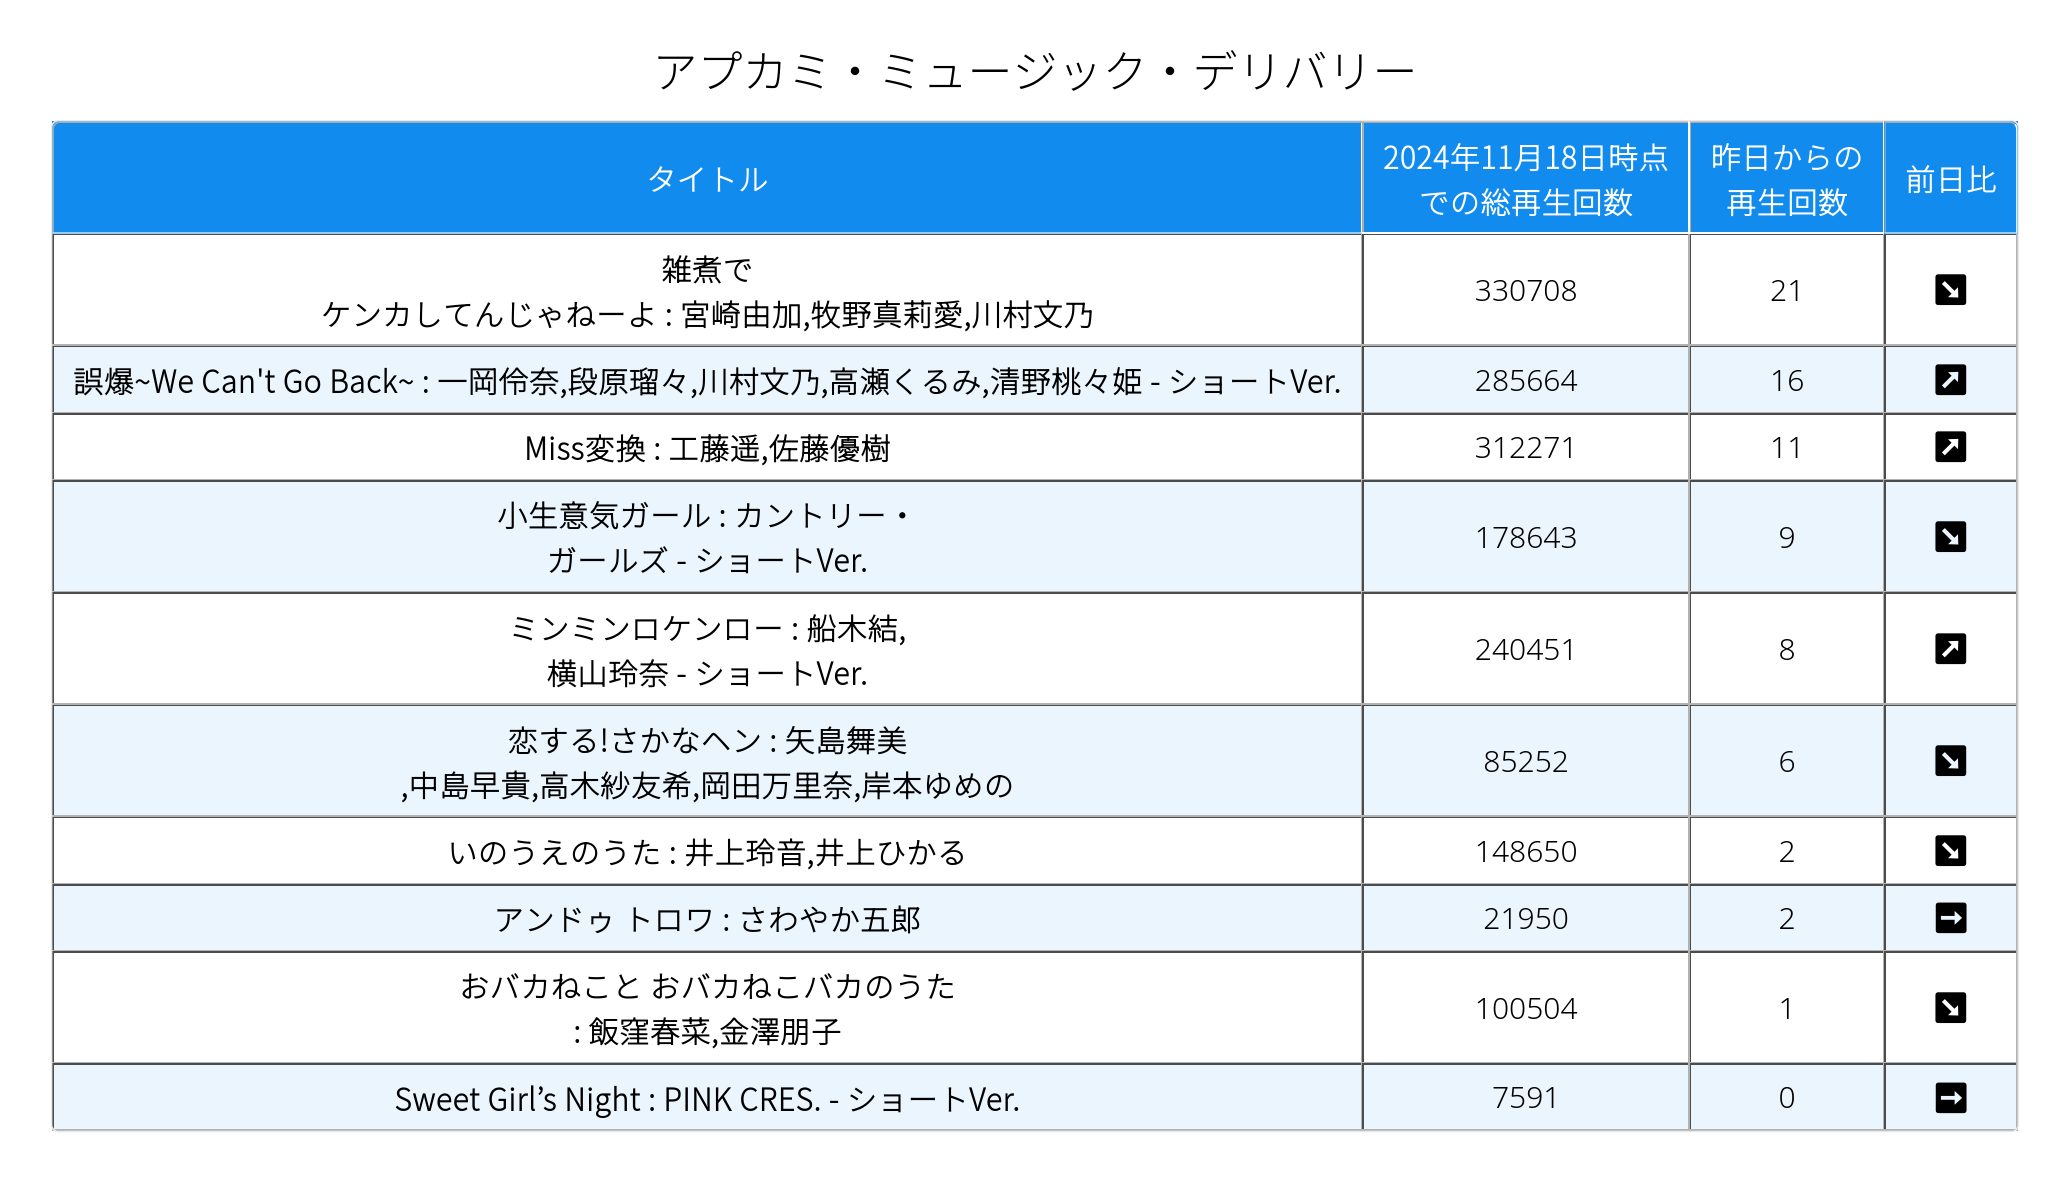 アプカミ・ミュージック・デリバリー
タイトル
2024年11月18日時点
での総再生回数
昨日からの
再生回数
前日比
雑煮で
ケンカしてんじゃねーよ : 宮崎由加,牧野真莉愛,川村文乃
330708
21
誤爆~We Can't Go Back~ : 一岡伶奈,段原瑠々,川村文乃,高瀬くるみ,清野桃々姫 - ショートVer.
285664
16
Miss変換 : 工藤遥,佐藤優樹
312271
11
小生意気ガール : カントリー・
ガールズ - ショートVer.
178643
9
ミンミンロケンロー : 船木結,
横山玲奈 - ショートVer.
240451
8
恋する!さかなヘン : 矢島舞美
,中島早貴,高木紗友希,岡田万里奈,岸本ゆめの
85252
6
いのうえのうた : 井上玲音,井上ひかる
148650
2
アンドゥ トロワ : さわやか五郎
21950
2
おバカねこと おバカねこバカのうた
: 飯窪春菜,金澤朋子
100504
1
Sweet Girl’s Night : PINK CRES. - ショートVer.
7591
0